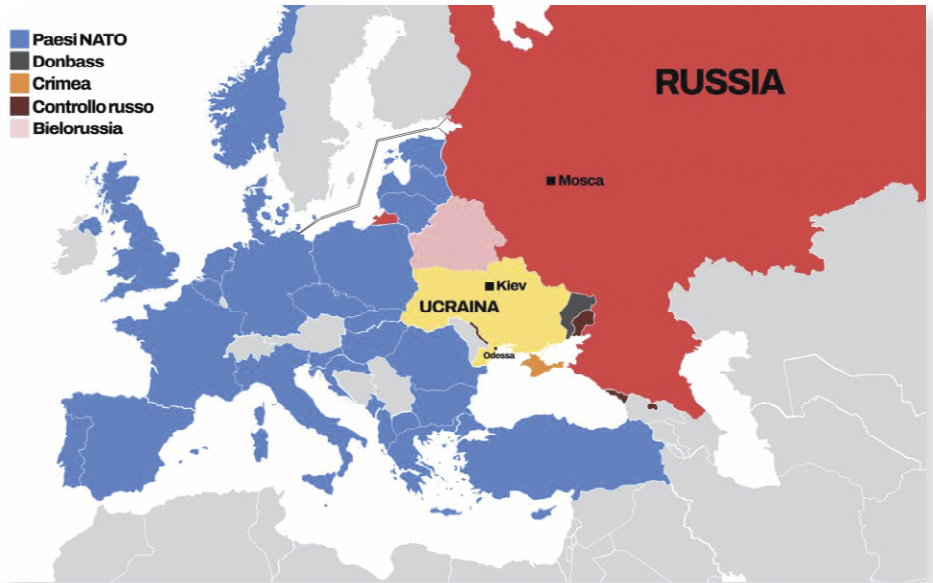 Paesi NATO
Donbass
Crimea
Controllo russo
Bielorussia
RUSSIA
Mosca
Kiev
UCRAINA
Odessa